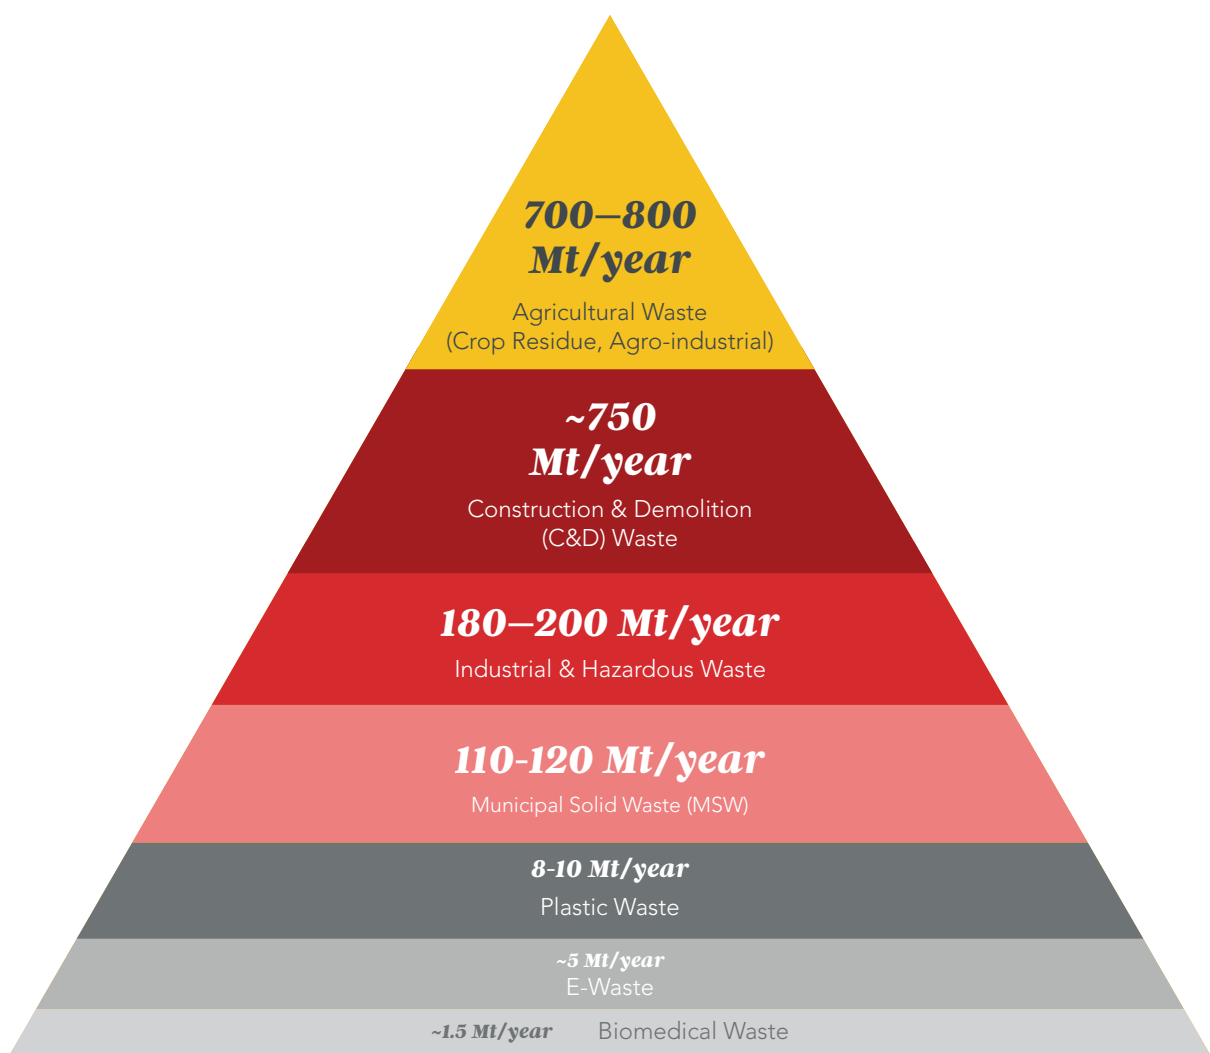 700–800
Mt/year
Agricultural Waste
(Crop Residue, Agro-industrial)
~750
Mt/year
Construction & Demolition
(C&D) Waste
180–200 Mt/year
Industrial & Hazardous Waste
110-120 Mt/year
Municipal Solid Waste (MSW)
8-10 Mt/year
Plastic Waste
~5 Mt/year
E-Waste
~1.5 Mt/year Biomedical Waste